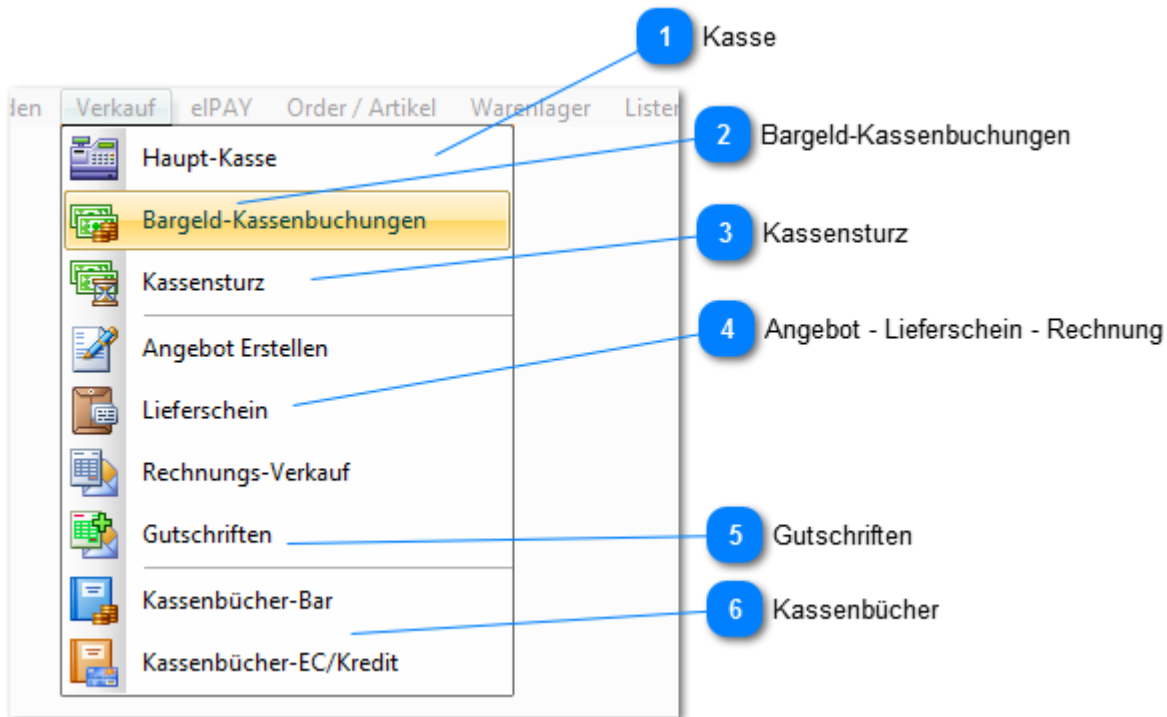 1 Kasse
den Verkauf elPAY Order / Artikel Warenlager Listen
2 Bargeld-Kassenbuchungen
Haupt-Kasse
Bargeld-Kassenbuchungen
3 Kassensturz
Kassensturz
4 Angebot - Lieferschein - Rechnung
Angebot Erstellen
Lieferschein
Rechnungs-Verkauf
Gutschriften
5 Gutschriften
Kassenbücher-Bar
6 Kassenbücher
Kassenbücher-EC/Kredit